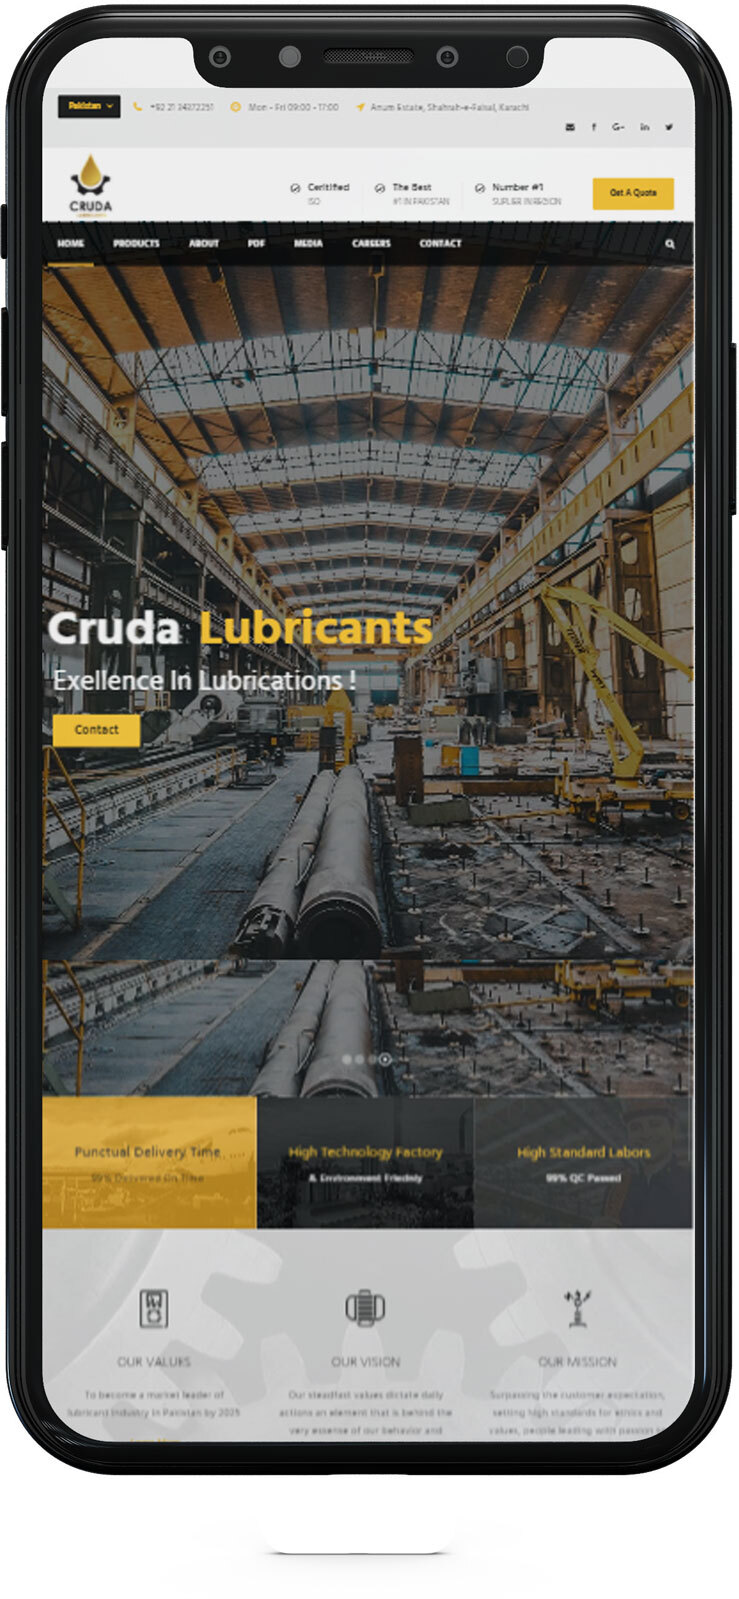 Pakistan
+92 21 34372251
Mon - Fri 09:00 - 17:00
Anum Estate, Shahrah-e-Faisal, Karachi
f G+ in
CRUDA
LUBRICANTS
Ceritified
ISO
The Best
#1 IN PAKISTAN
Number #1
SUPLIER IN REGION
Get A Quote
HOME PRODUCTS ABOUT PDF MEDIA CAREERS CONTACT
Cruda Lubricants
Exellence In Lubrications !
Contact
Punctual Delivery Time
99% Delivered On Time
High Technology Factory
& Environment Friednly
High Standard Labors
99% QC Passed
OUR VALUES
To become a market leader of
lubricant industry in Pakistan by 2025
OUR VISION
Our steadfast values dictate daily
actions an element that is behind the
very essense of our behavior and
OUR MISSION
Surpassing the customer expectation,
setting high standards for ethics and
values, people leading with passion